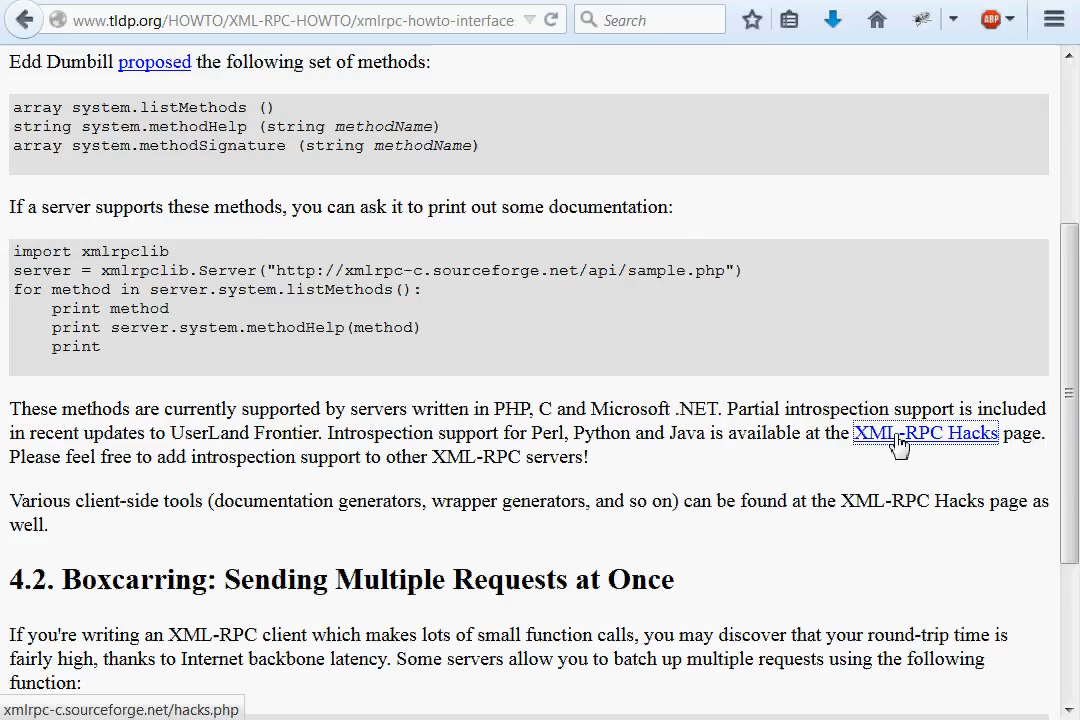 www.tldp.org/HOWTO/XML-RPC-HOWTO/xmlrpc-howto-interface
Search
ABP
Edd Dumbill proposed the following set of methods:
array system.listMethods ()
string system.methodHelp (string methodName)
array system.methodSignature (string methodName)
If a server supports these methods, you can ask it to print out some documentation:
import xmlrpclib
server = xmlrpclib.Server("http://xmlrpc-c.sourceforge.net/api/sample.php")
for method in server.system.listMethods():
    print method
    print server.system.methodHelp(method)
    print
These methods are currently supported by servers written in PHP, C and Microsoft .NET. Partial introspection support is included
in recent updates to UserLand Frontier. Introspection support for Perl, Python and Java is available at the XML-RPC Hacks page.
Please feel free to add introspection support to other XML-RPC servers!
Various client-side tools (documentation generators, wrapper generators, and so on) can be found at the XML-RPC Hacks page as
well.
4.2. Boxcarring: Sending Multiple Requests at Once
If you're writing an XML-RPC client which makes lots of small function calls, you may discover that your round-trip time is
fairly high, thanks to Internet backbone latency. Some servers allow you to batch up multiple requests using the following
function:
xmlrpc-c.sourceforge.net/hacks.php